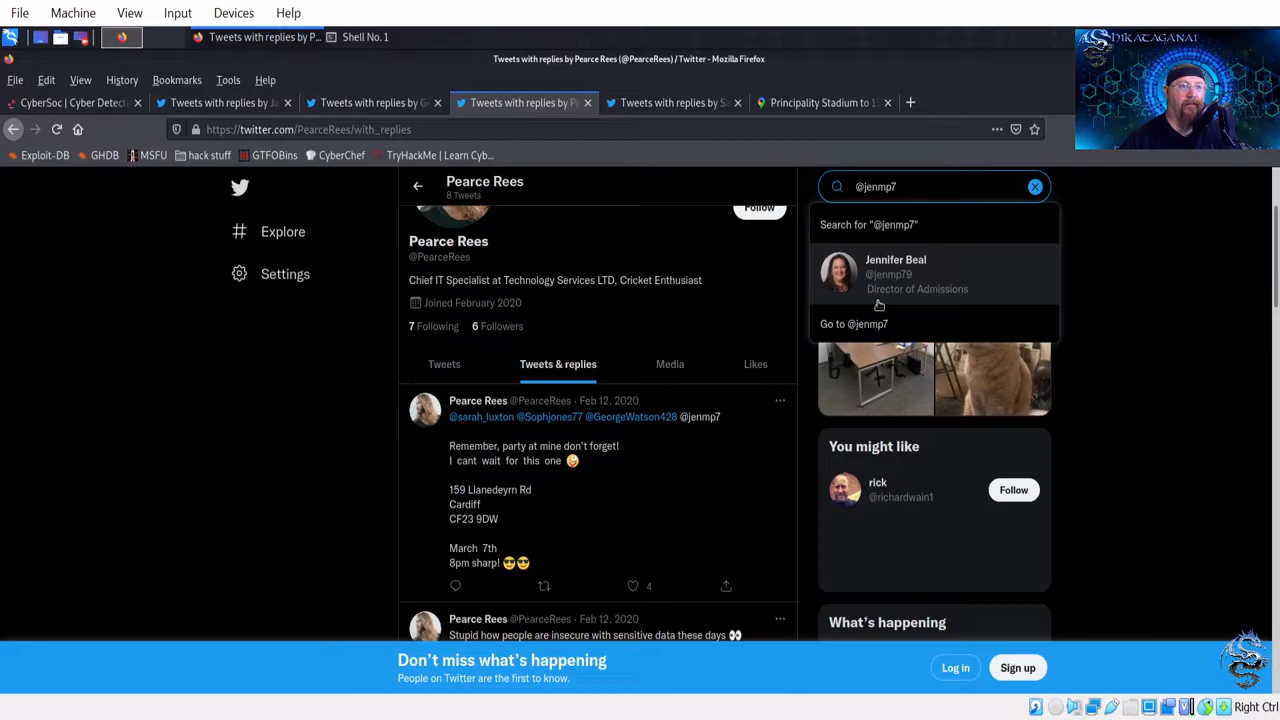 File Machine View Input Devices Help
Tweets with replies by P... Shell No. 1
Tweets with replies by Pearce Rees (@PearceRees) / Twitter - Mozilla Firefox
SHIKATAGANAI
File Edit View History Bookmarks Tools Help
CyberSoc | Cyber Detect Tweets with replies by Ja Tweets with replies by G Tweets with replies by P Tweets with replies by Sa Principality Stadium to 15
https://twitter.com/PearceRees/with_replies
Exploit-DB GHDB MSFU hack stuff GTFOBins CyberChef TryHackMe | Learn Cyb...
Pearce Rees
8 Tweets
@jenmp7
Explore
Settings
Follow
Pearce Rees
@PearceRees
Chief IT Specialist at Technology Services LTD, Cricket Enthusiast
Joined February 2020
7 Following 6 Followers
Tweets Tweets & replies Media Likes
Pearce Rees @PearceRees · Feb 12, 2020
@sarah_luxton @Sophjones77 @GeorgeWatson428 @jenmp7
Remember, party at mine don't forget!
I cant wait for this one 🤪
159 Llanedeyrn Rd
Cardiff
CF23 9DW
March 7th
8pm sharp! 😎😎
4
Pearce Rees @PearceRees · Feb 12, 2020
Stupid how people are insecure with sensitive data these days 👀
Search for "@jenmp7"
Jennifer Beal
@jenmp79
Director of Admissions
Go to @jenmp7
You might like
rick
@richardwain1
Follow
What's happening
Don't miss what's happening
People on Twitter are the first to know.
Log in Sign up
Right Ctrl